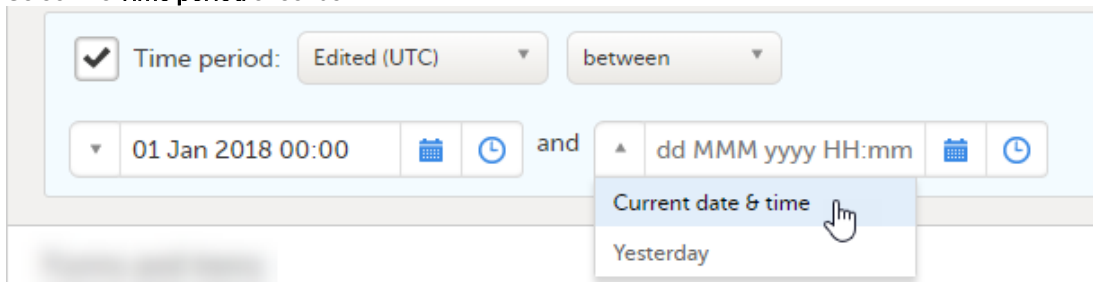 Time period: Edited (UTC) between
01 Jan 2018 00:00 and dd MMM yyyy HH:mm
Current date & time
Yesterday